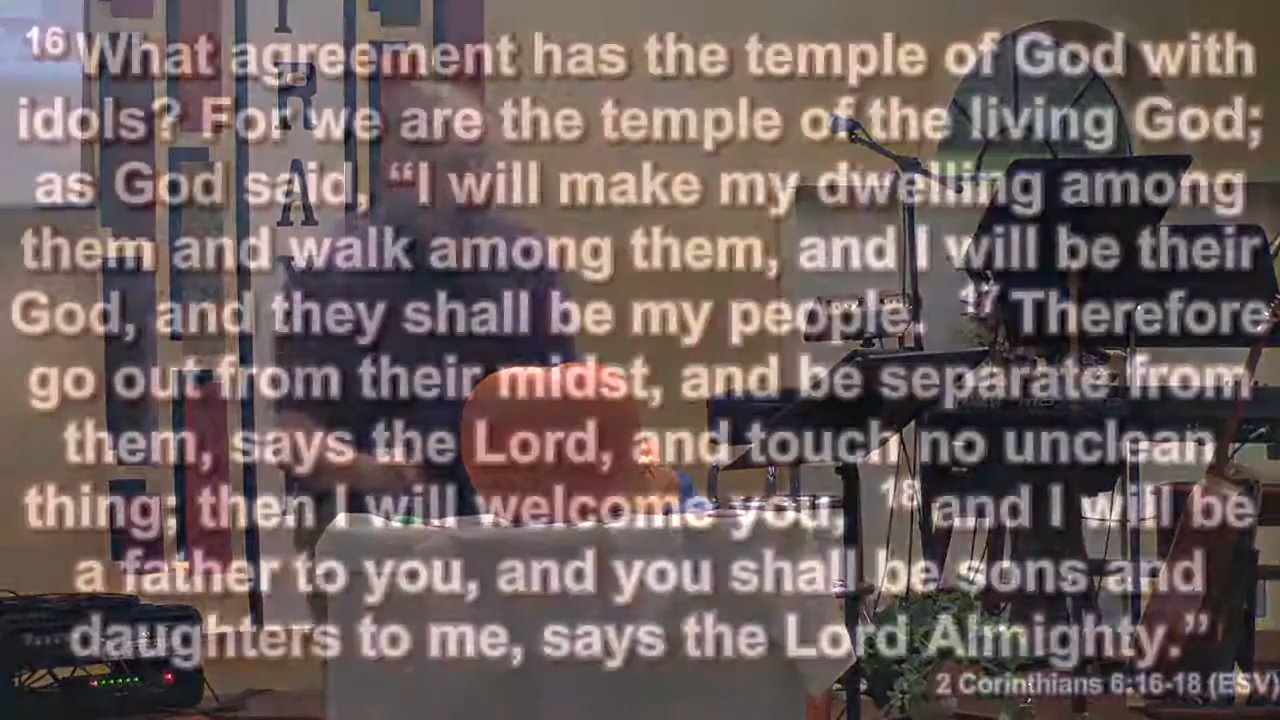 16 What agreement has the temple of God with
idols? For we are the temple of the living God;
as God said, “I will make my dwelling among
them and walk among them, and I will be their
God, and they shall be my people. 17 Therefore
go out from their midst, and be separate from
them, says the Lord, and touch no unclean
thing; then I will welcome you, 18 and I will be
a father to you, and you shall be sons and
daughters to me, says the Lord Almighty.”
2 Corinthians 6:16-18 (ESV)
I
R
A